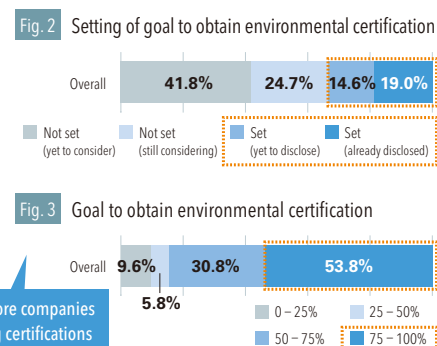 Fig. 2 Setting of goal to obtain environmental certification
Overall 41.8% 24.7% 14.6% 19.0%
Not set Not set Set Set
(yet to consider) (still considering) (yet to disclose) (already disclosed)
Fig. 3 Goal to obtain environmental certification
Overall 9.6% 30.8% 53.8%
5.8%
companies
certifications
0 – 25% 25 – 50%
50 – 75% 75 – 100%